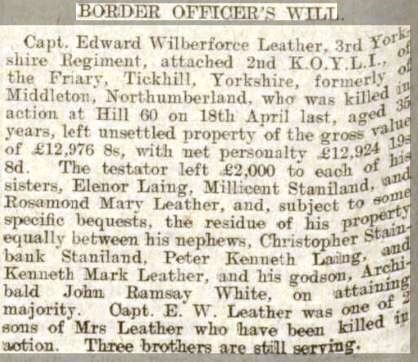 BORDER OFFICER'S WILL.
Capt. Edward Wilberforce Leather, 3rd York-
shire Regiment, attached 2nd K.O.Y.L.I., of
the Friary, Tickhill, Yorkshire, formerly of
Middleton, Northumberland, who was killed in
action at Hill 60 on 18th April last, aged
years, left unsettled property of the gross value
of £12,976 8s, with net personalty £12,924 19s
8d. The testator left £2,000 to each of his
sisters, Elenor Laing, Millicent Staniland, and
Rosamond Mary Leather, and, subject to some
specific bequests, the residue of his property
equally between his nephews, Christopher Stain-
bank Staniland, Peter Kenneth Laing, and
Kenneth Mark Leather, and his godson, Archi-
bald John Ramsay White, on attaining
majority. Capt. E. W. Leather was one of 2
sons of Mrs Leather who have been killed in
action. Three brothers are still serving.